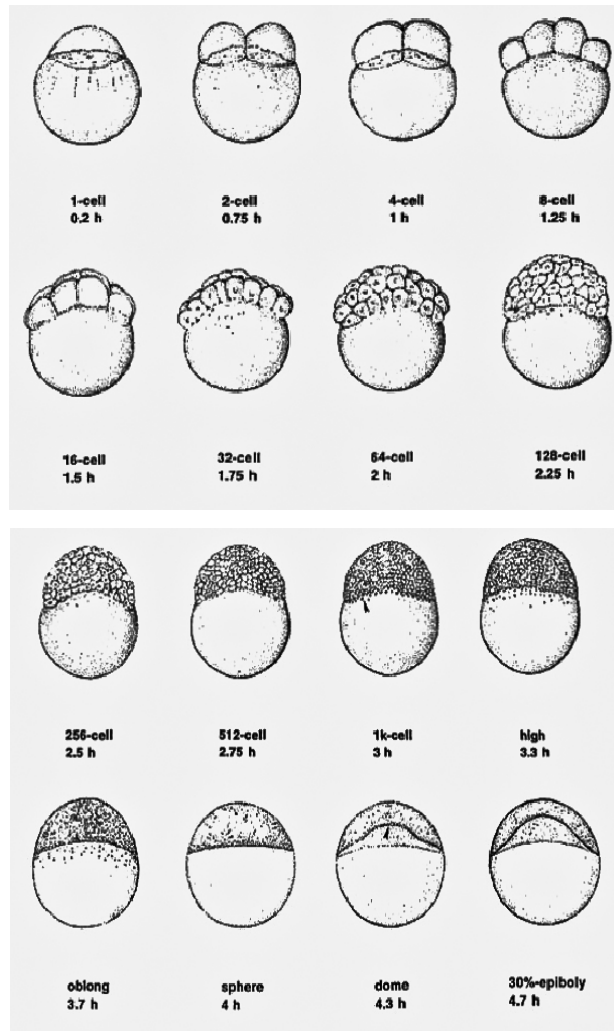 1-cell
0.2 h
2-cell
0.75 h
4-cell
1 h
8-cell
1.25 h
16-cell
1.5 h
32-cell
1.75 h
64-cell
2 h
128-cell
2.25 h
256-cell
2.5 h
512-cell
2.75 h
1k-cell
3 h
high
3.3 h
oblong
3.7 h
sphere
4 h
dome
4.3 h
30%-epiboly
4.7 h